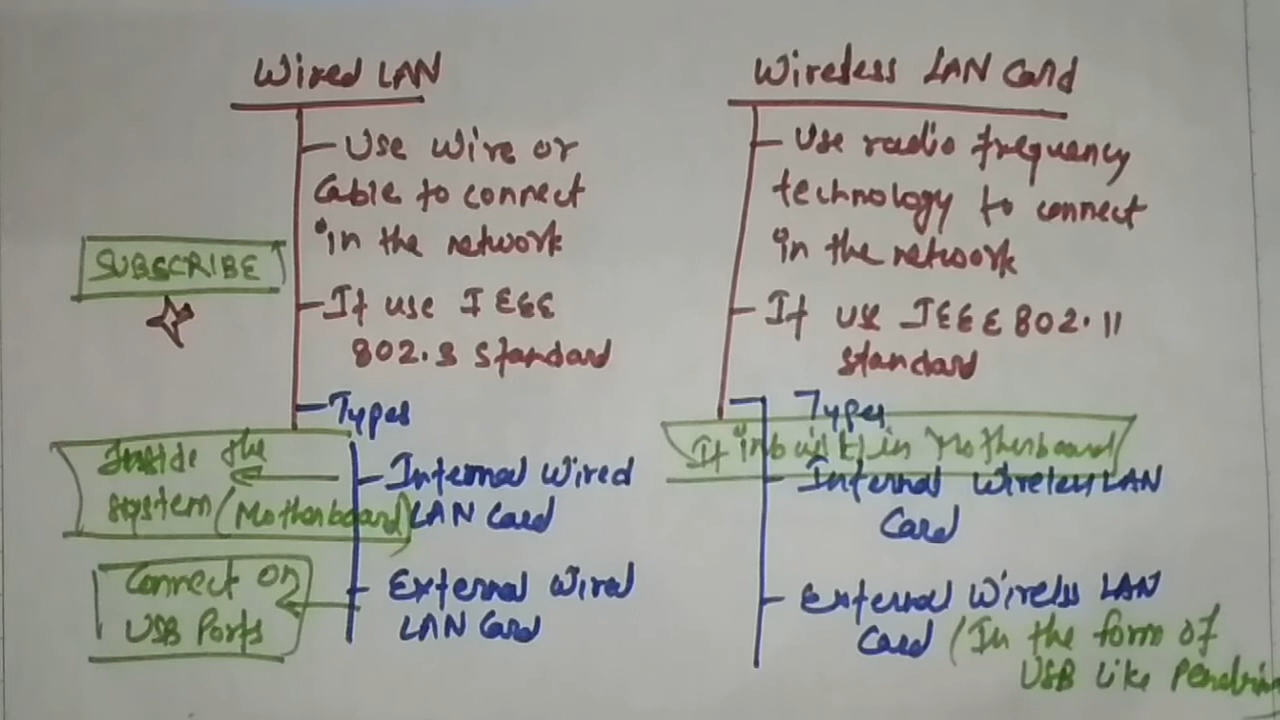 Wired LAN
Use wire or
Cable to connect
in the network
It use IEEE
802.3 standard
Types
Internal Wired
LAN Card
External Wired
LAN Card
SUBSCRIBE
Inside the
system (Motherboard)
Connect on
USB Ports
Wireless LAN Card
Use radio frequency
technology to connect
in the network
It use IEEE 802.11
standard
Types
It inbuilt in Motherboard
Internal Wireless LAN
Card
External Wireless LAN
Card (In the form of
USB like Pendrive